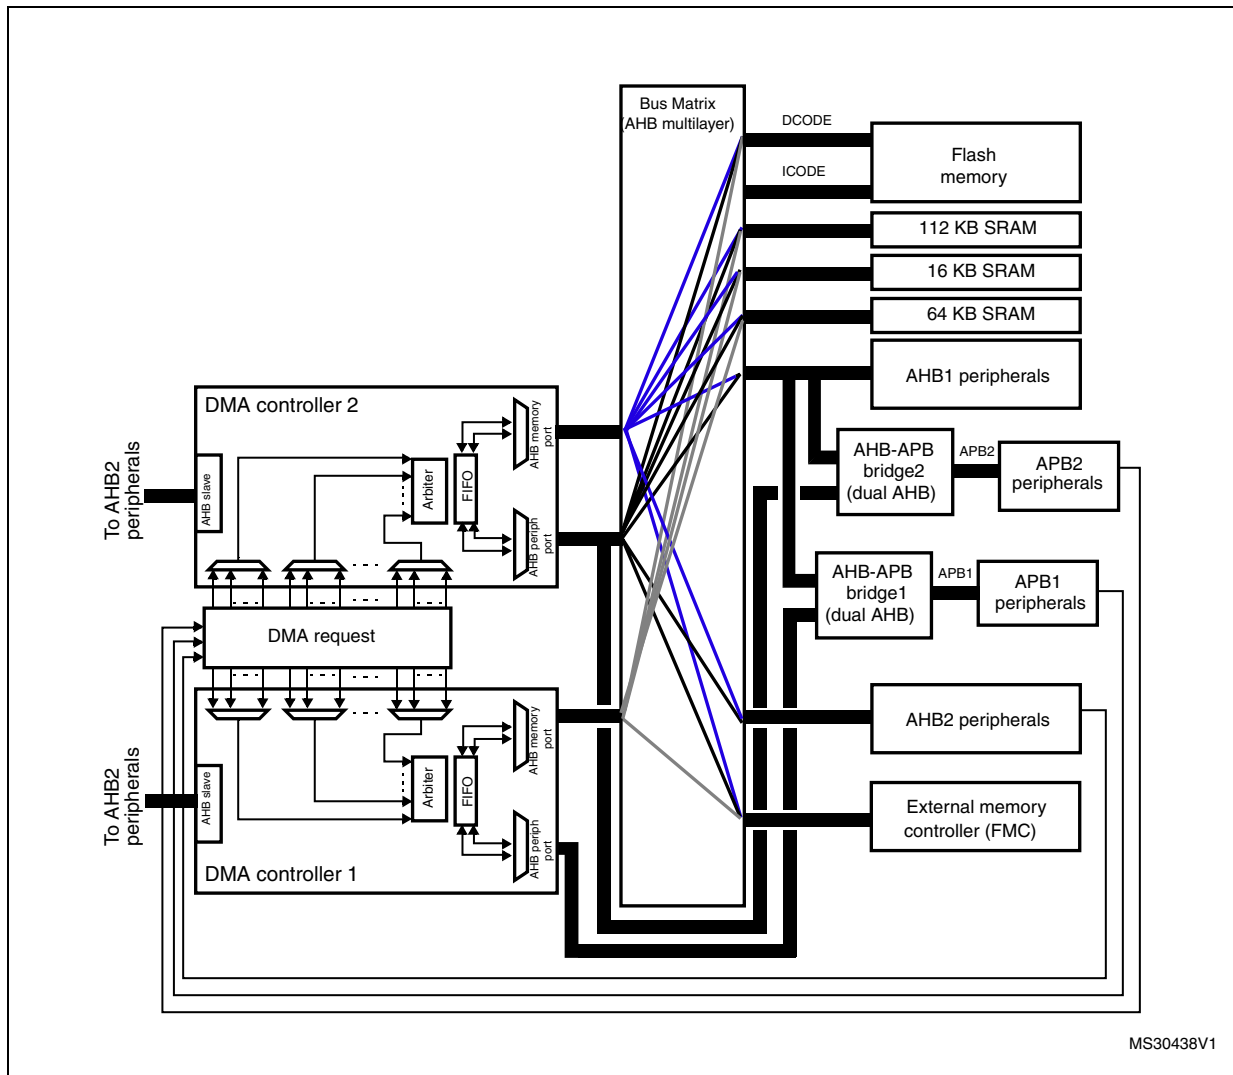 Bus Matrix
(AHB multilayer)
DCODE
ICODE
Flash
memory
112 KB SRAM
16 KB SRAM
64 KB SRAM
AHB1 peripherals
DMA controller 2
To AHB2
peripherals
AHB slave
Arbiter
FIFO
AHB memory
port
AHB periph
port
AHB-APB
bridge2
(dual AHB)
APB2
APB2
peripherals
AHB-APB
bridge1
(dual AHB)
APB1
APB1
peripherals
DMA request
AHB2 peripherals
External memory
controller (FMC)
To AHB2
peripherals
AHB slave
Arbiter
FIFO
AHB memory
port
AHB periph
port
DMA controller 1
MS30438V1